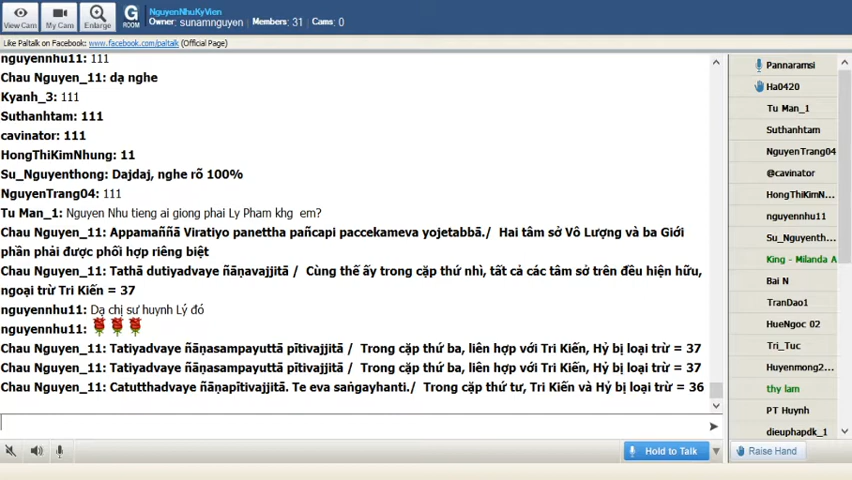 View Cam
My Cam
Enlarge
G
ROOM
NguyenNhuKyVien
Owner: sunamnguyen Members: 31 Cams: 0
Like Paltalk on Facebook: www.facebook.com/paltalk (Official Page)
nguyennhu11: 111
Chau Nguyen_11: dạ nghe
Kyanh_3: 111
Suthanhtam: 111
cavinator: 111
HongThiKimNhung: 11
Su_Nguyenthong: Dajdaj, nghe rõ 100%
NguyenTrang04: 111
Tu Man_1: Nguyen Nhu tieng ai giong phai Ly Pham khg em?
Chau Nguyen_11: Appamaññā Viratiyo panettha pañcapi paccekameva yojetabbā./ Hai tâm sở Vô Lượng và ba Giới
phần phải được phối hợp riêng biệt
Chau Nguyen_11: Tathā dutiyadvaye ñāṇavajjitā / Cùng thế ấy trong cặp thứ nhì, tất cả các tâm sở trên đều hiện hữu,
ngoại trừ Tri Kiến = 37
nguyennhu11: Dạ chị sư huynh Lý đó
nguyennhu11:
Chau Nguyen_11: Tatiyadvaye ñāṇasampayuttā pītivajjitā / Trong cặp thứ ba, liên hợp với Tri Kiến, Hỷ bị loại trừ = 37
Chau Nguyen_11: Tatiyadvaye ñāṇasampayuttā pītivajjitā / Trong cặp thứ ba, liên hợp với Tri Kiến, Hỷ bị loại trừ = 37
Chau Nguyen_11: Catutthadvaye ñāṇapītivajjitā. Te eva saṅgayhanti./ Trong cặp thứ tư, Tri Kiến và Hỷ bị loại trừ = 36
Hold to Talk
Pannaramsi
Ha0420
Tu Man_1
Suthanhtam
NguyenTrang04
@cavinator
HongThiKimN...
nguyennhu11
Su_Nguyenth...
King - Milanda A
Bai N
TranDao1
HueNgoc 02
Tri_Tuc
Huyenmong2...
thy lam
PT Huynh
dieuphapdk_1
Raise Hand